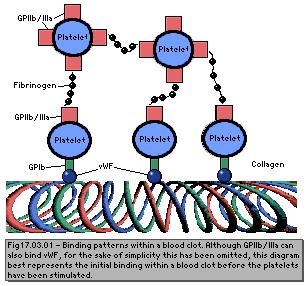 GPIIb/IIIa
Platelet
Platelet
Fibrinogen
GPIIb/IIIa
Platelet
Platelet
Platelet
GPIb
vWF
Collagen
Fig17.03.01 - Binding patterns within a blood clot. Although GPIIb/IIIa can
also bind vWF, for the sake of simplicity this has been omitted, this diagram
best represents the initial binding within a blood clot before the platelets
have been stimulated.